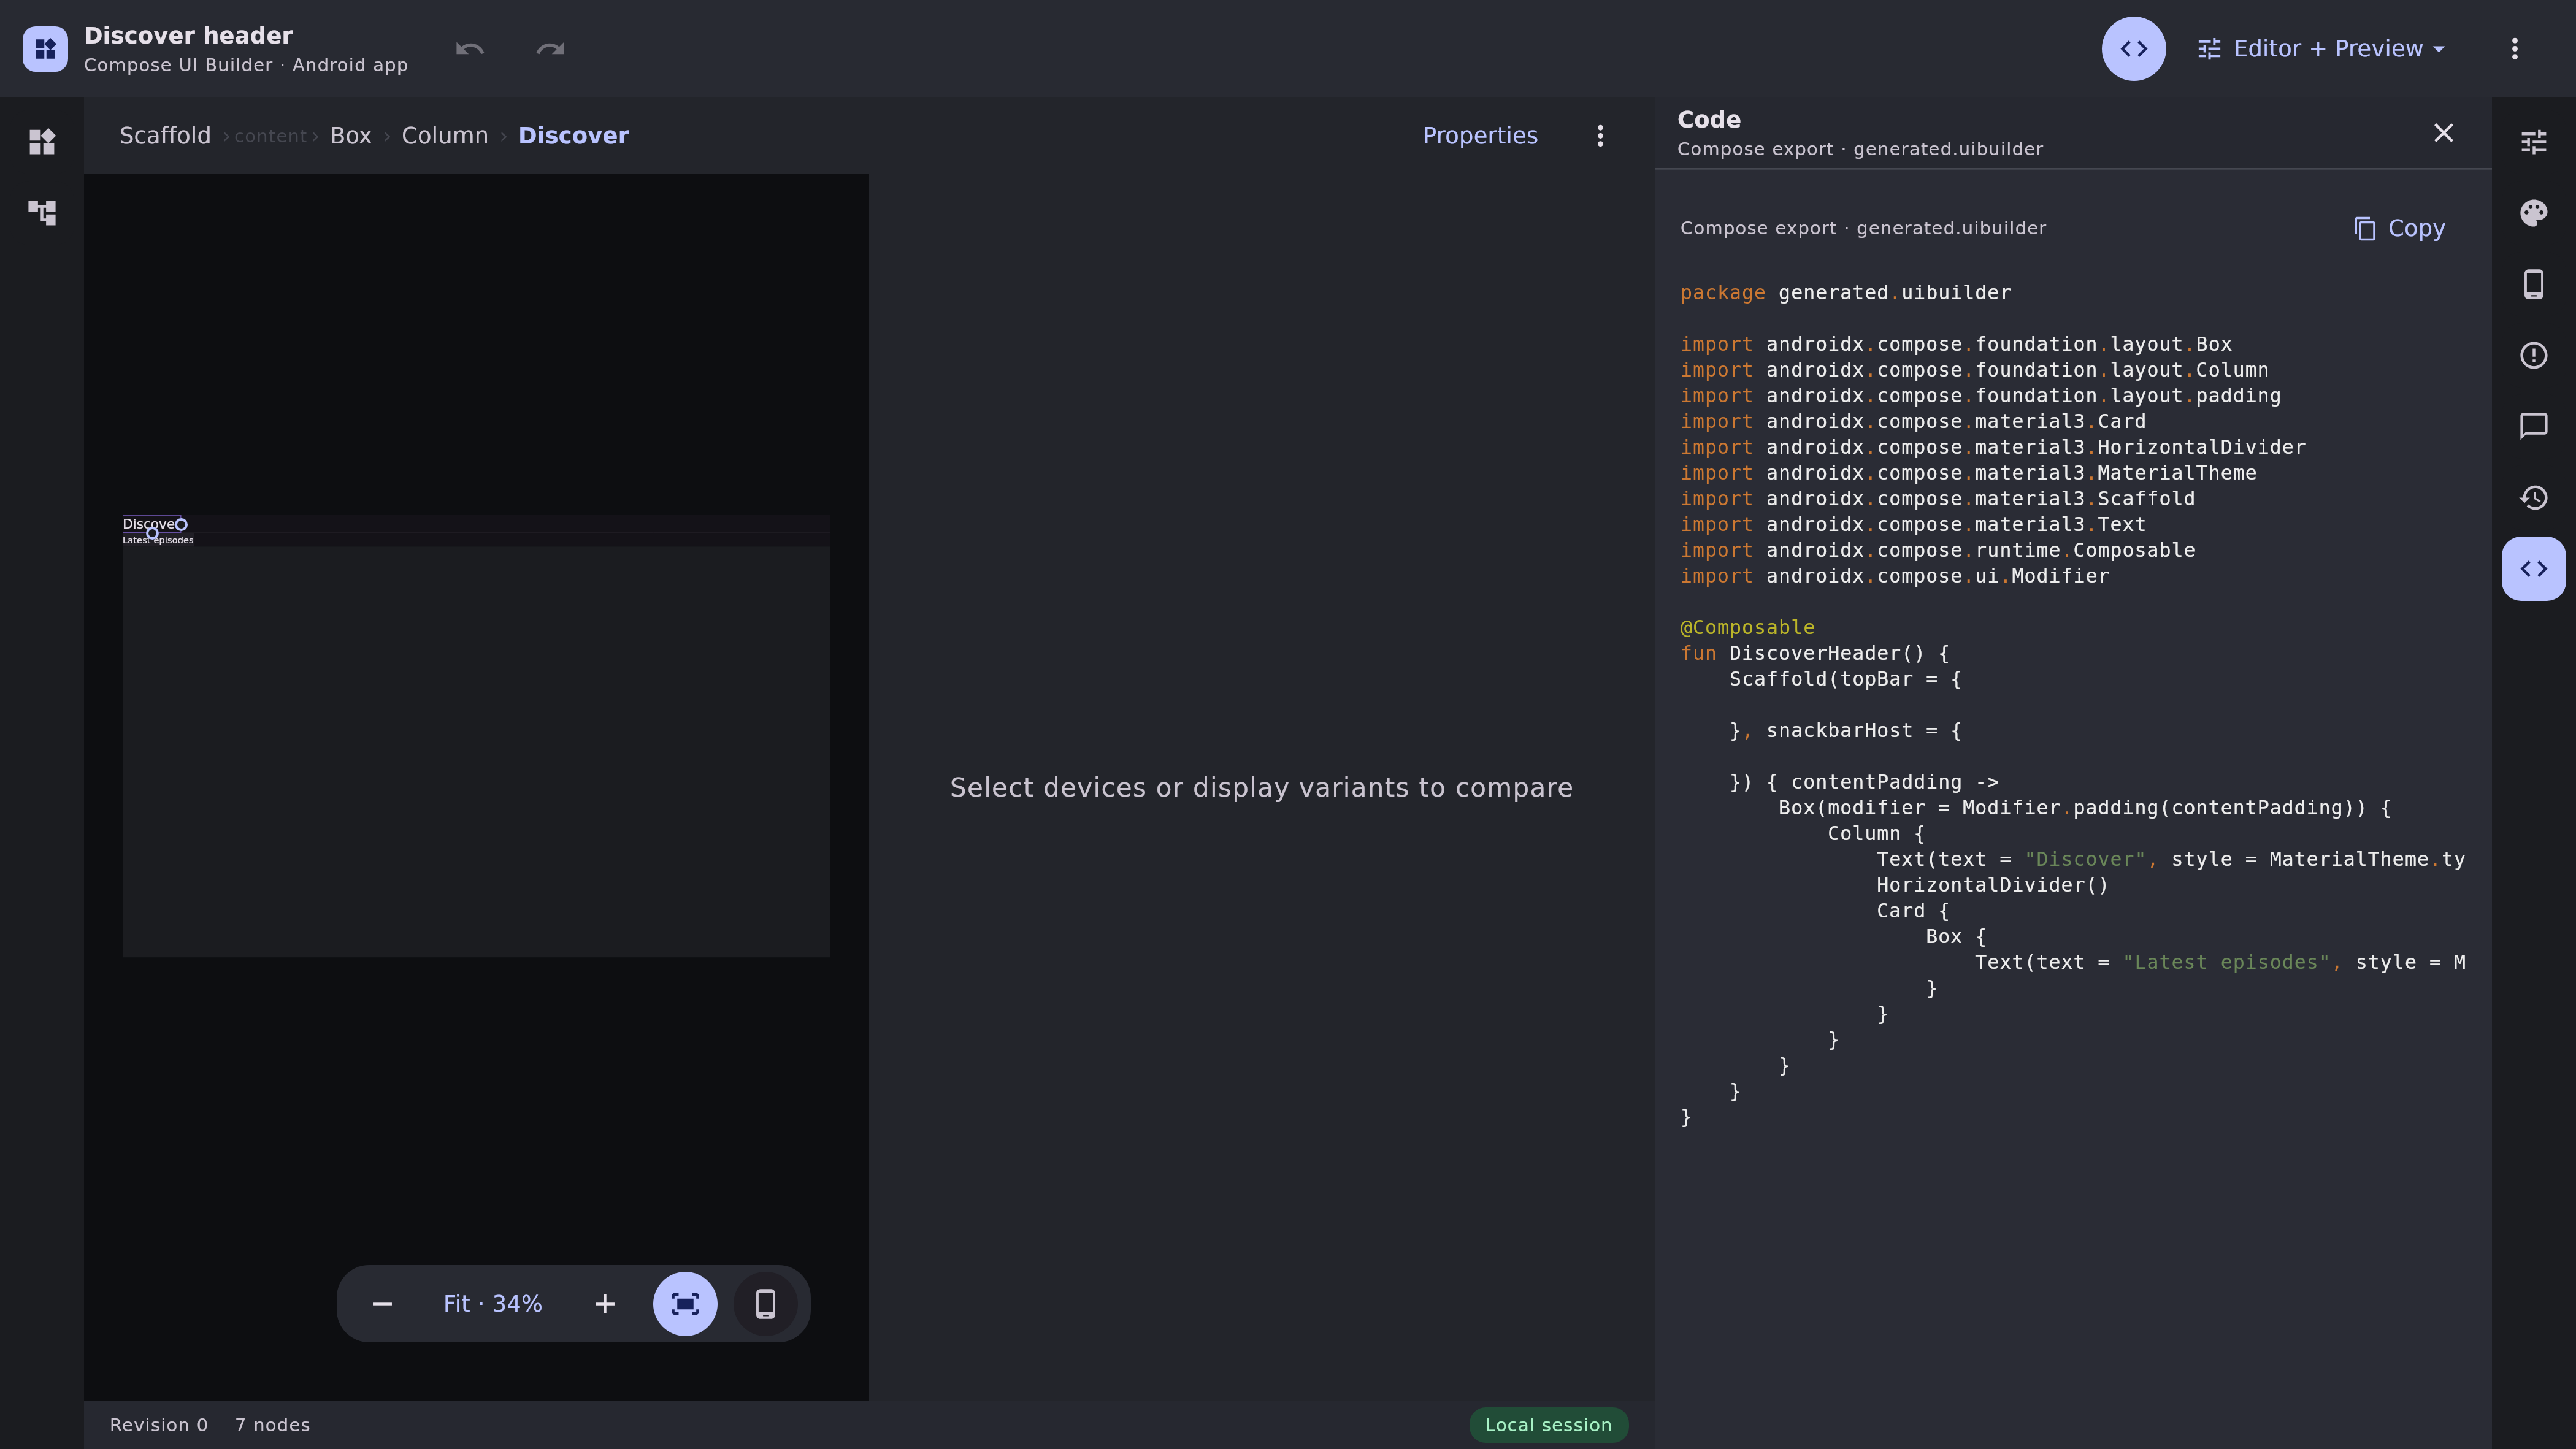 Discover header
Compose UI Builder · Android app
Editor + Preview
Scaffold › content › Box › Column › Discover
Properties
Code
Compose export · generated.uibuilder
Compose export · generated.uibuilder
Copy
package generated.uibuilder
import androidx.compose.foundation.layout.Box
import androidx.compose.foundation.layout.Column
import androidx.compose.foundation.layout.padding
import androidx.compose.material3.Card
import androidx.compose.material3.HorizontalDivider
import androidx.compose.material3.MaterialTheme
import androidx.compose.material3.Scaffold
import androidx.compose.material3.Text
import androidx.compose.runtime.Composable
import androidx.compose.ui.Modifier
@Composable
fun DiscoverHeader() {
    Scaffold(topBar = {
    }, snackbarHost = {
    }) { contentPadding ->
        Box(modifier = Modifier.padding(contentPadding)) {
            Column {
                Text(text = "Discover", style = MaterialTheme.ty
                HorizontalDivider()
                Card {
                    Box {
                        Text(text = "Latest episodes", style = M
                    }
                }
            }
        }
    }
}
Discover
Latest episodes
Select devices or display variants to compare
Fit · 34%
Revision 0
7 nodes
Local session